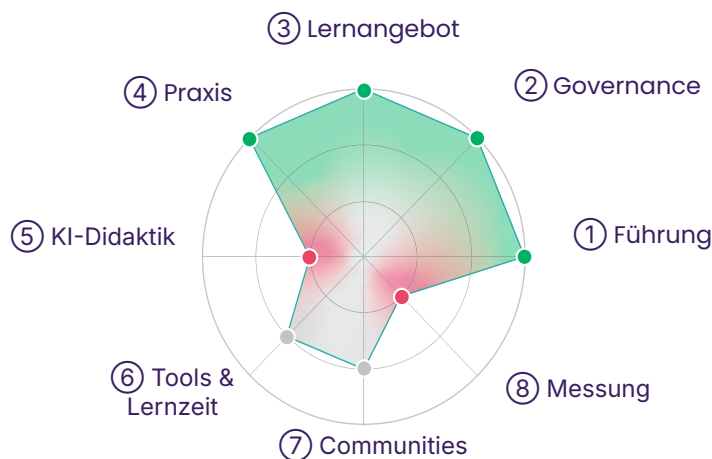 ③ Lernangebot
④ Praxis
② Governance
⑤ KI-Didaktik
① Führung
⑥ Tools &
Lernzeit
⑧ Messung
⑦ Communities